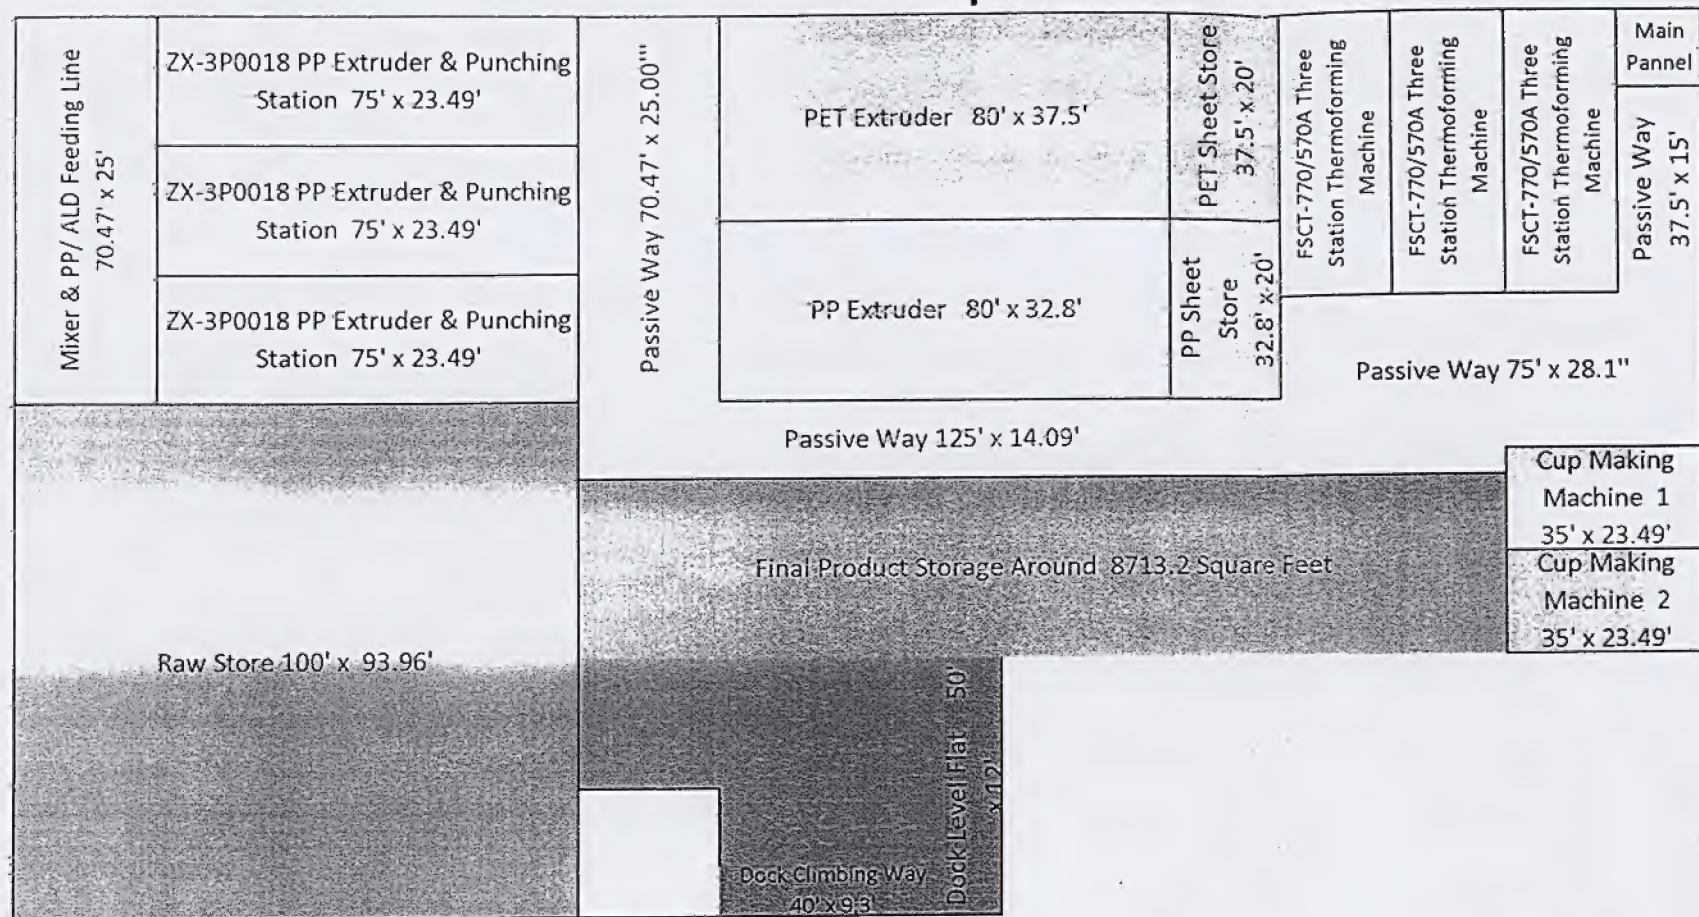 Mixer & PP/ ALD Feeding Line
70.47' x 25'
ZX-3P0018 PP Extruder & Punching
Station 75' x 23.49'
ZX-3P0018 PP Extruder & Punching
Station 75' x 23.49'
ZX-3P0018 PP Extruder & Punching
Station 75' x 23.49'
Passive Way 70.47' x 25.00"
PET Extruder 80' x 37.5'
PP Extruder 80' x 32.8'
PET Sheet Store
37.5' x 20'
PP Sheet
Store
32.8' x 20'
FSCT-770/570A Three
Station Thermoforming
Machine
FSCT-770/570A Three
Station Thermoforming
Machine
FSCT-770/570A Three
Station Thermoforming
Machine
Main
Pannel
Passive Way
37.5' x 15'
Passive Way 75' x 28.1"
Passive Way 125' x 14.09'
Cup Making
Machine 1
35' x 23.49'
Cup Making
Machine 2
35' x 23.49'
Final Product Storage Around 8713.2 Square Feet
Raw Store 100' x 93.96'
Dock Level Flat 50'
x 12'
Dock Climbing Way
40' x 9.3'